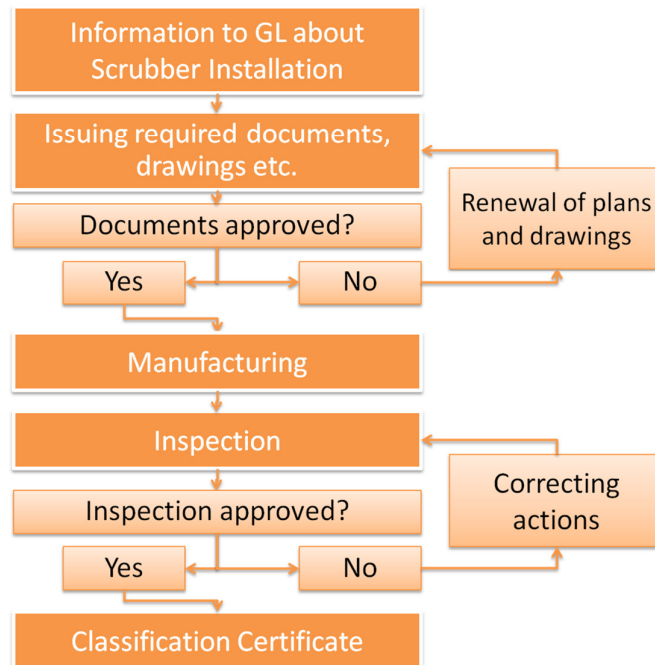 Information to GL about
Scrubber Installation
Issuing required documents,
drawings etc.
Renewal of plans
and drawings
Documents approved?
Yes
No
Manufacturing
Inspection
Correcting
actions
Inspection approved?
Yes
No
Classification Certificate